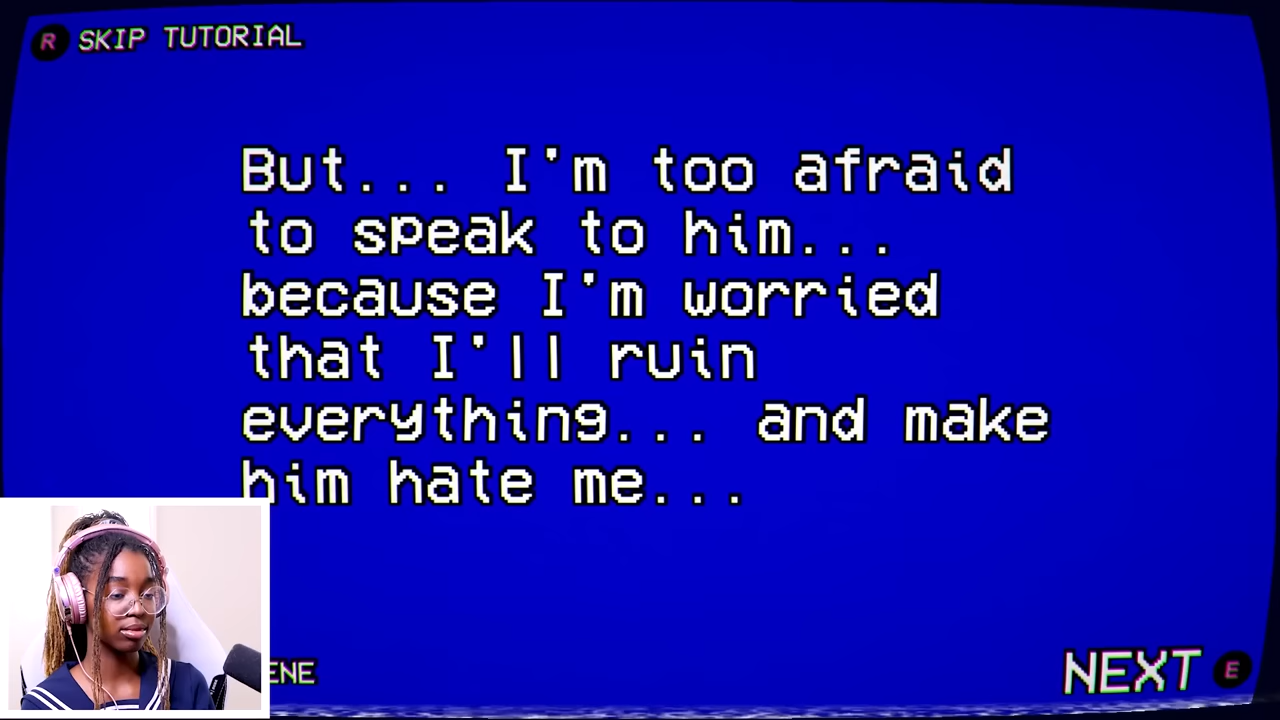 R SKIP TUTORIAL
But... I'm too afraid
to speak to him...
because I'm worried
that I'll ruin
everything... and make
him hate me...
ENE
NEXT E